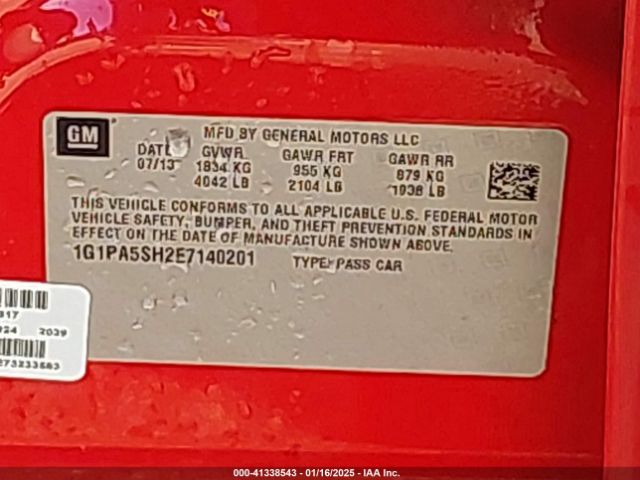 GM
MFD BY GENERAL MOTORS LLC
DATE GVWR GAWR FRT GAWR RR
07/13 1834 KG 955 KG 879 KG
4042 LB 2104 LB 1938 LB
THIS VEHICLE CONFORMS TO ALL APPLICABLE U.S. FEDERAL MOTOR
VEHICLE SAFETY, BUMPER, AND THEFT PREVENTION STANDARDS IN
EFFECT ON THE DATE OF MANUFACTURE SHOWN ABOVE.
1G1PA5SH2E7140201 TYPE: PASS CAR
2039
000-41338543 - 01/16/2025 - IAA Inc.